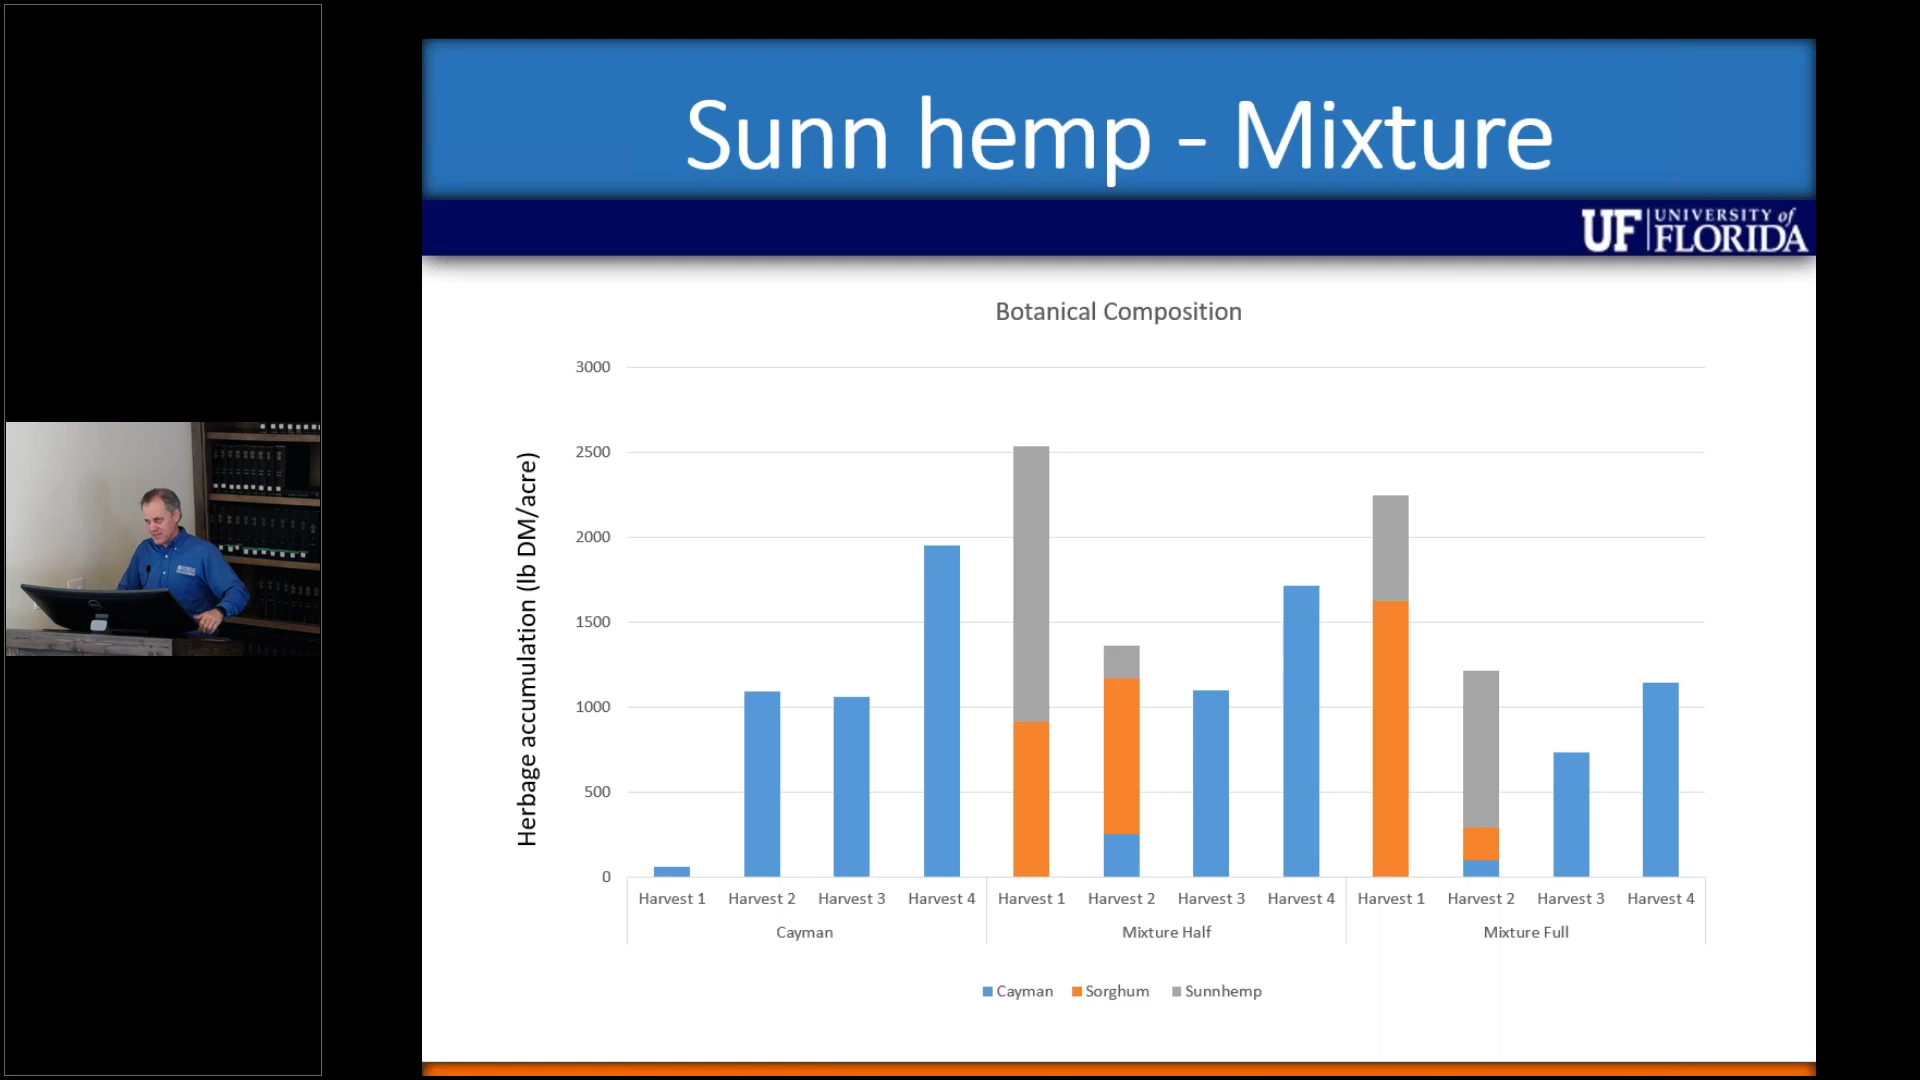 Sunn hemp - Mixture
UF UNIVERSITY of
FLORIDA
Botanical Composition
Herbage accumulation (lb DM/acre)
3000
2500
2000
1500
1000
500
0
Harvest 1 Harvest 2 Harvest 3 Harvest 4 Harvest 1 Harvest 2 Harvest 3 Harvest 4 Harvest 1 Harvest 2 Harvest 3 Harvest 4
Cayman Mixture Half Mixture Full
Cayman Sorghum Sunnhemp